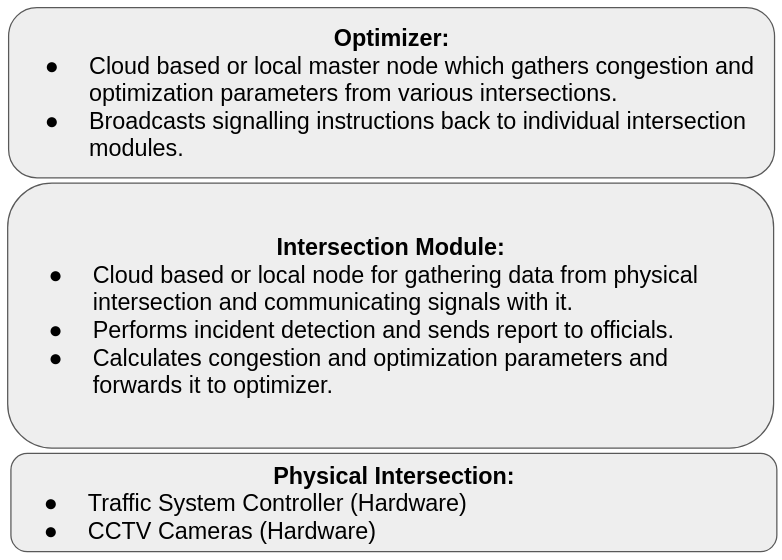 Optimizer:
● Cloud based or local master node which gathers congestion and
optimization parameters from various intersections.
● Broadcasts signalling instructions back to individual intersection
modules.
Intersection Module:
● Cloud based or local node for gathering data from physical
intersection and communicating signals with it.
● Performs incident detection and sends report to officials.
● Calculates congestion and optimization parameters and
forwards it to optimizer.
Physical Intersection:
● Traffic System Controller (Hardware)
● CCTV Cameras (Hardware)